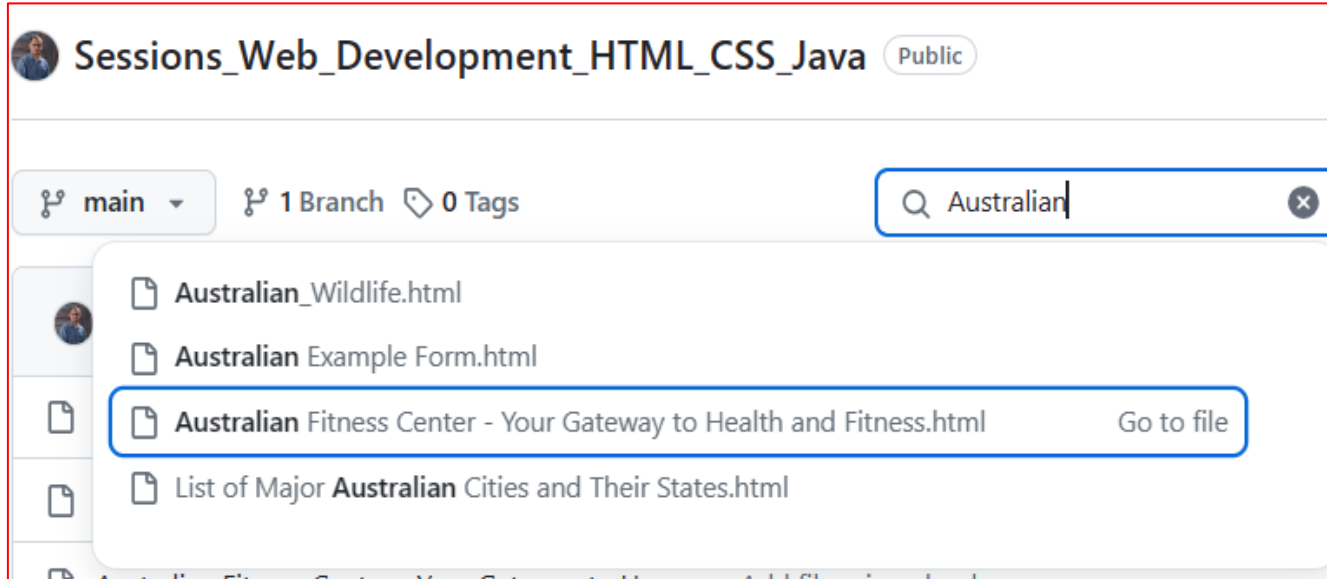 Sessions_Web_Development_HTML_CSS_Java Public
main 1 Branch 0 Tags Australian
Australian_Wildlife.html
Australian Example Form.html
Australian Fitness Center - Your Gateway to Health and Fitness.html Go to file
List of Major Australian Cities and Their States.html